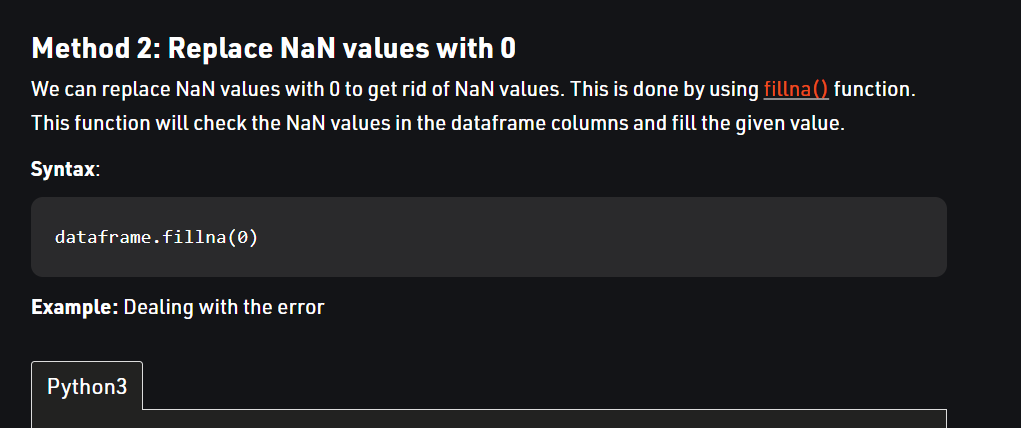 Method 2: Replace NaN values with 0
We can replace NaN values with 0 to get rid of NaN values. This is done by using fillna() function.
This function will check the NaN values in the dataframe columns and fill the given value.
Syntax:
dataframe.fillna(0)
Example: Dealing with the error
Python3